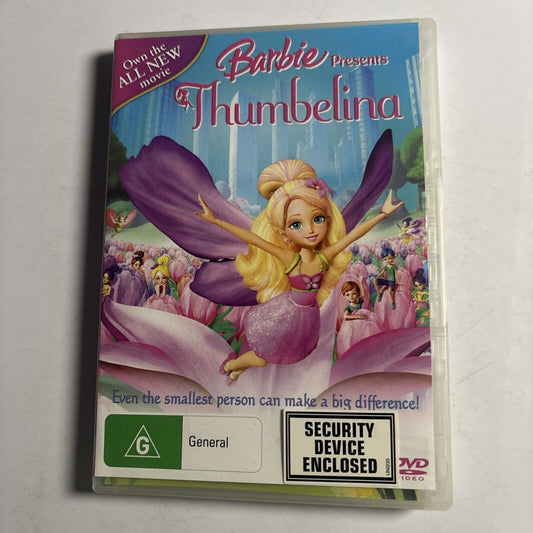 Own the
ALL NEW
movie
Barbie Presents
Thumbelina
Even the smallest person can make a big difference!
G
General
SECURITY
DEVICE
ENCLOSED
DVD
VIDEO